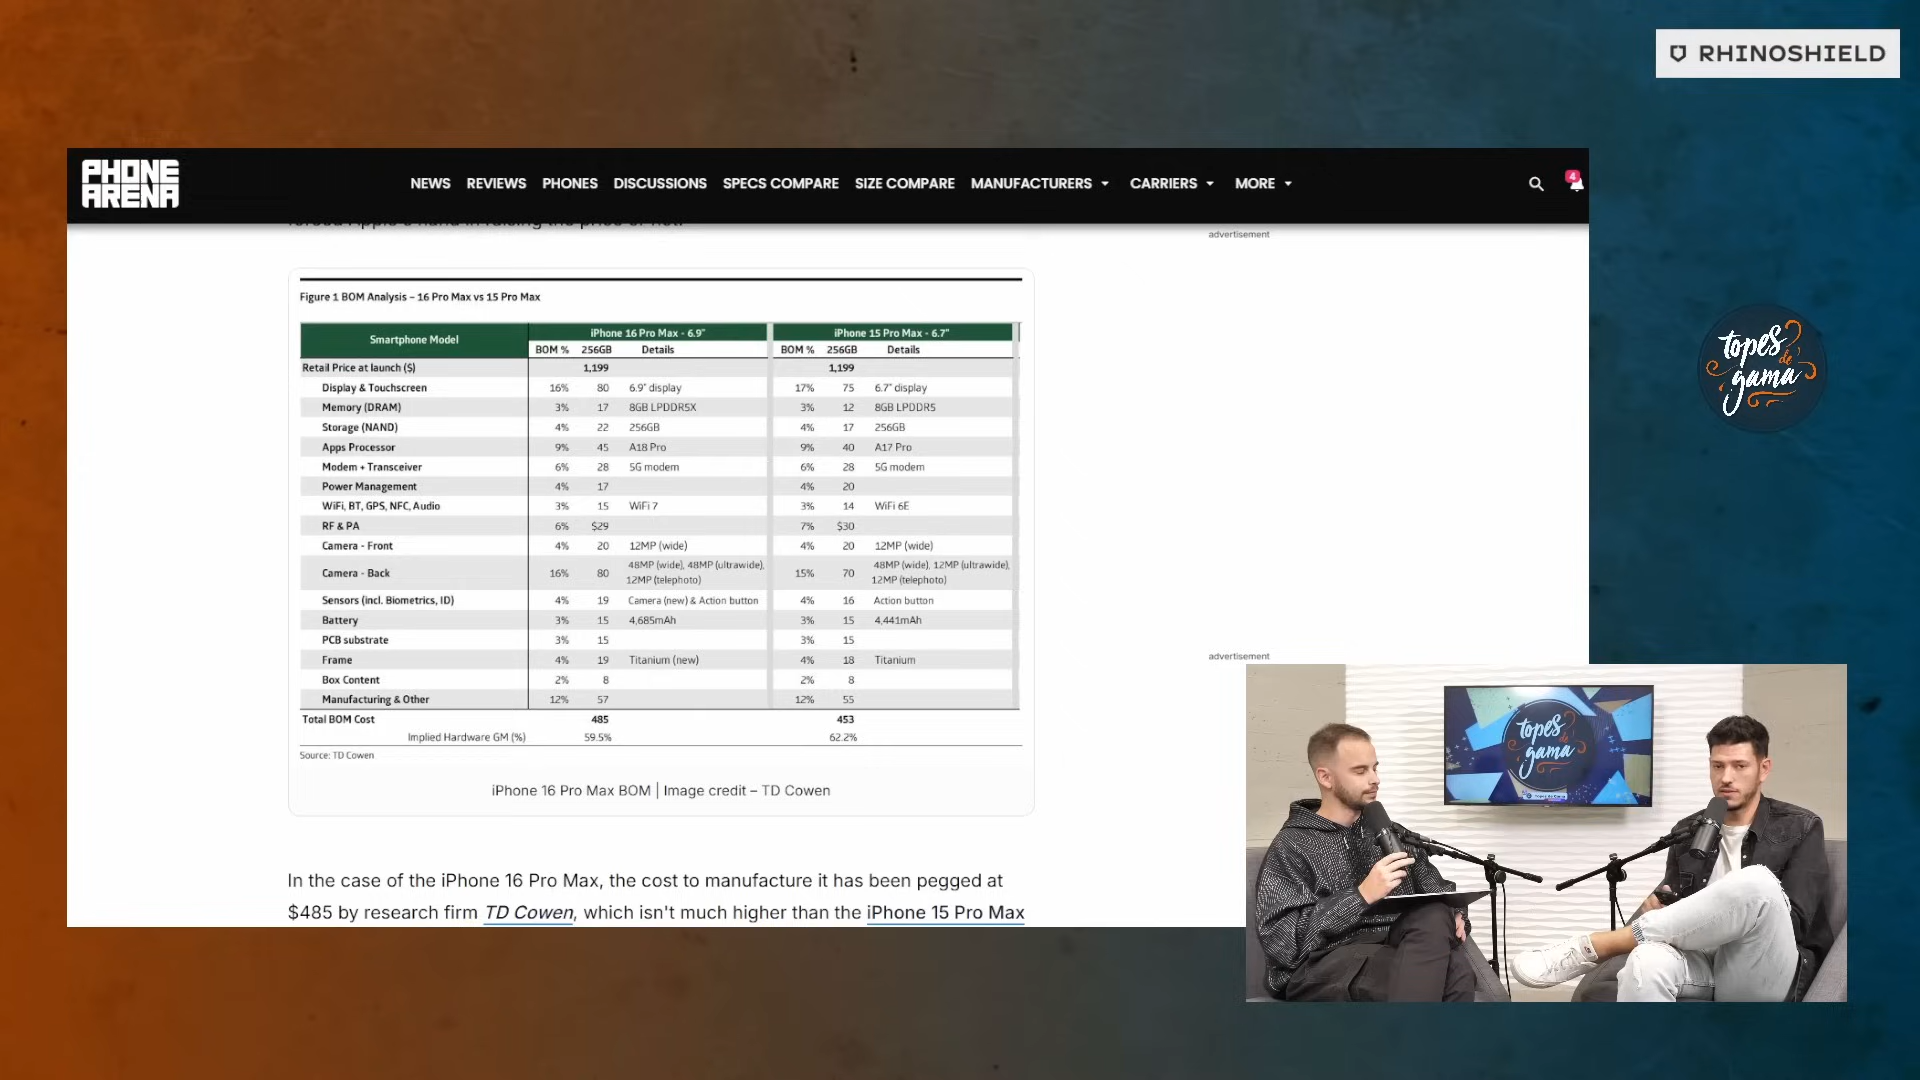 RHINOSHIELD
PHONE
ARENA
NEWS REVIEWS PHONES DISCUSSIONS SPECS COMPARE SIZE COMPARE MANUFACTURERS CARRIERS MORE 4
advertisement
Figure 1 BOM Analysis – 16 Pro Max vs 15 Pro Max
Smartphone Model iPhone 16 Pro Max - 6.9" iPhone 15 Pro Max - 6.7"
BOM % 256GB Details BOM % 256GB Details
Retail Price at launch ($) 1,199 1,199
Display & Touchscreen 16% 80 6.9" display 17% 75 6.7" display
Memory (DRAM) 3% 17 8GB LPDDR5X 3% 12 8GB LPDDR5
Storage (NAND) 4% 22 256GB 4% 17 256GB
Apps Processor 9% 45 A18 Pro 9% 40 A17 Pro
Modem + Transceiver 6% 28 5G modem 6% 28 5G modem
Power Management 4% 17 4% 20
WiFi, BT, GPS, NFC, Audio 3% 15 WiFi 7 3% 14 WiFi 6E
RF & PA 6% $29 7% $30
Camera - Front 4% 20 12MP (wide) 4% 20 12MP (wide)
Camera - Back 16% 80 48MP (wide), 48MP (ultrawide), 12MP (telephoto) 15% 70 48MP (wide), 12MP (ultrawide), 12MP (telephoto)
Sensors (incl. Biometrics, ID) 4% 19 Camera (new) & Action button 4% 16 Action button
Battery 3% 15 4,685mAh 3% 15 4,441mAh
PCB substrate 3% 15 3% 15
Frame 4% 19 Titanium (new) 4% 18 Titanium
Box Content 2% 8 2% 8
Manufacturing & Other 12% 57 12% 55
Total BOM Cost 485 453
Implied Hardware GM (%) 59.5% 62.2%
Source: TD Cowen
iPhone 16 Pro Max BOM | Image credit – TD Cowen
In the case of the iPhone 16 Pro Max, the cost to manufacture it has been pegged at
$485 by research firm TD Cowen, which isn't much higher than the iPhone 15 Pro Max
advertisement
topes
de
gama
topes
de
gama